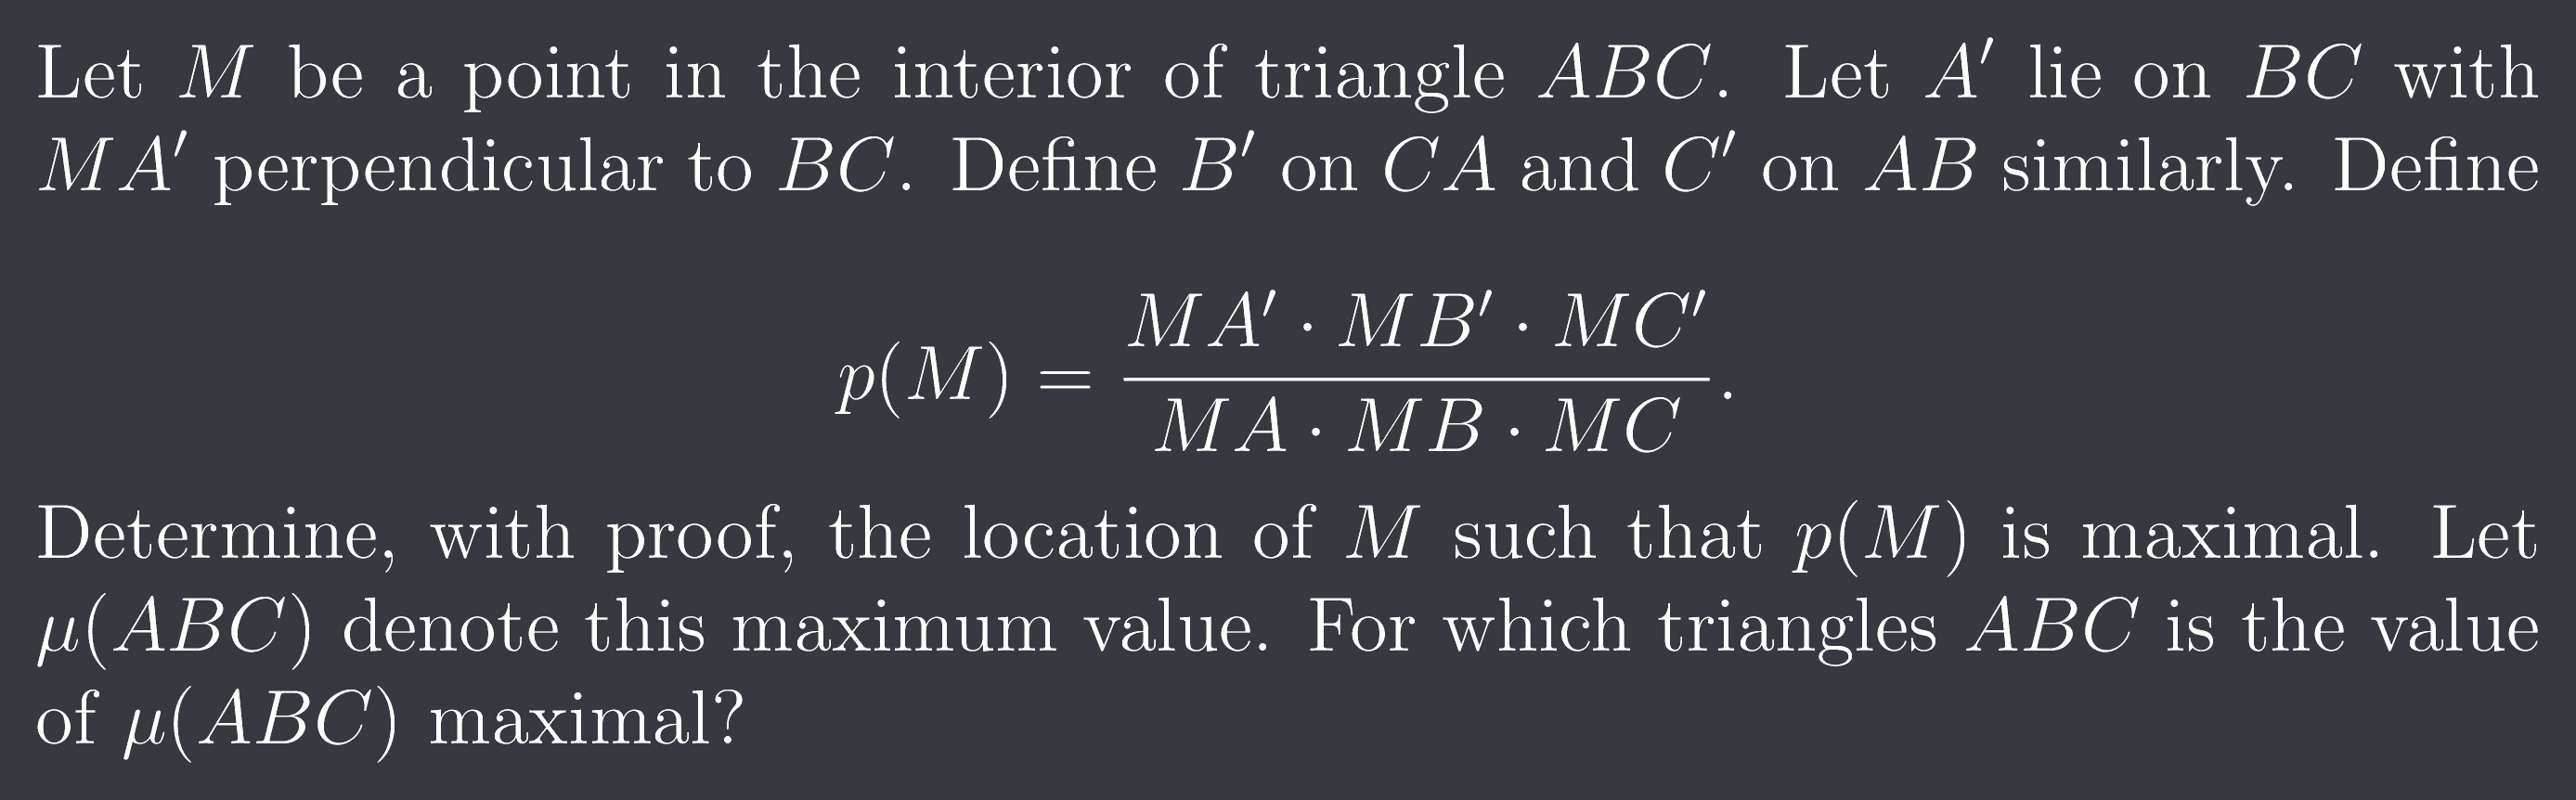 Let M be a point in the interior of triangle ABC. Let A′ lie on BC with
MA′ perpendicular to BC. Define B′ on CA and C′ on AB similarly. Define
p(M) = \frac{MA′ · MB′ · MC′}{MA · MB · MC}.
Determine, with proof, the location of M such that p(M) is maximal. Let
μ(ABC) denote this maximum value. For which triangles ABC is the value
of μ(ABC) maximal?